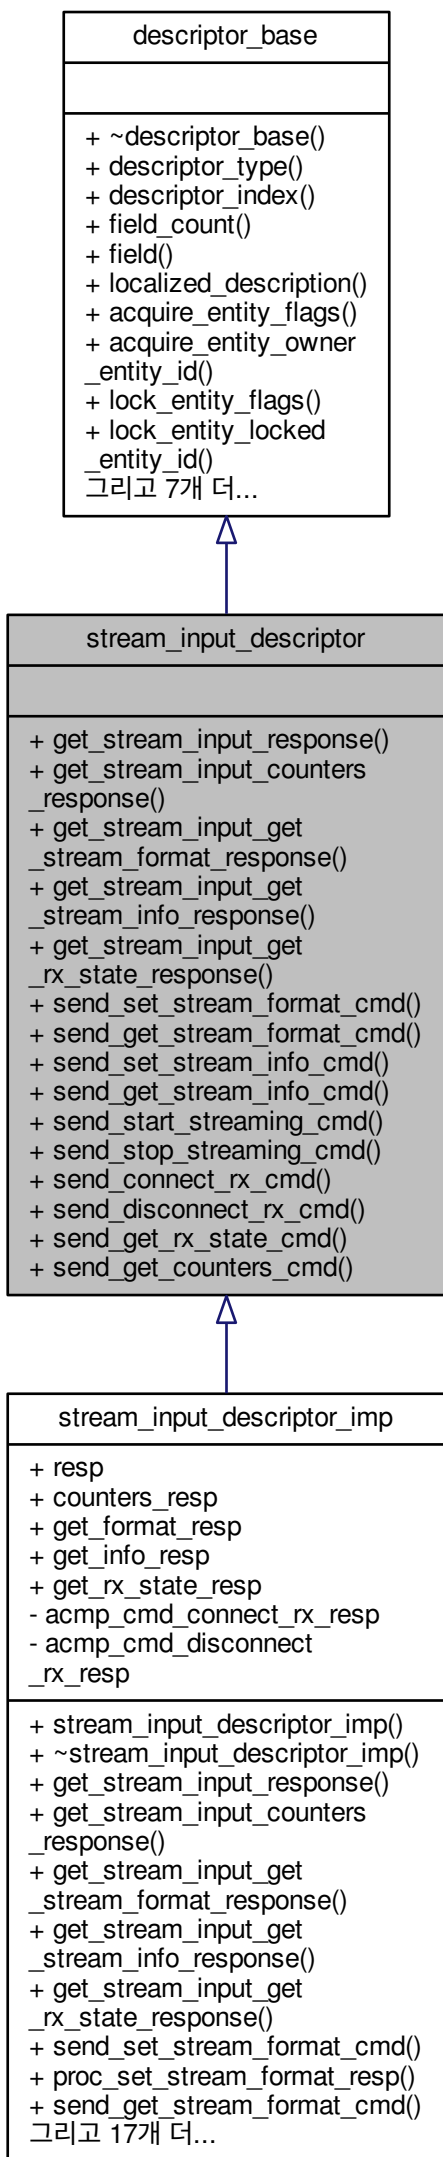 descriptor_base
+ ~descriptor_base()
+ descriptor_type()
+ descriptor_index()
+ field_count()
+ field()
+ localized_description()
+ acquire_entity_flags()
+ acquire_entity_owner
_entity_id()
+ lock_entity_flags()
+ lock_entity_locked
_entity_id()
그리고 7개 더...
stream_input_descriptor
+ get_stream_input_response()
+ get_stream_input_counters
_response()
+ get_stream_input_get
_stream_format_response()
+ get_stream_input_get
_stream_info_response()
+ get_stream_input_get
_rx_state_response()
+ send_set_stream_format_cmd()
+ send_get_stream_format_cmd()
+ send_set_stream_info_cmd()
+ send_get_stream_info_cmd()
+ send_start_streaming_cmd()
+ send_stop_streaming_cmd()
+ send_connect_rx_cmd()
+ send_disconnect_rx_cmd()
+ send_get_rx_state_cmd()
+ send_get_counters_cmd()
stream_input_descriptor_imp
+ resp
+ counters_resp
+ get_format_resp
+ get_info_resp
+ get_rx_state_resp
- acmp_cmd_connect_rx_resp
- acmp_cmd_disconnect
_rx_resp
+ stream_input_descriptor_imp()
+ ~stream_input_descriptor_imp()
+ get_stream_input_response()
+ get_stream_input_counters
_response()
+ get_stream_input_get
_stream_format_response()
+ get_stream_input_get
_stream_info_response()
+ get_stream_input_get
_rx_state_response()
+ send_set_stream_format_cmd()
+ proc_set_stream_format_resp()
+ send_get_stream_format_cmd()
그리고 17개 더...